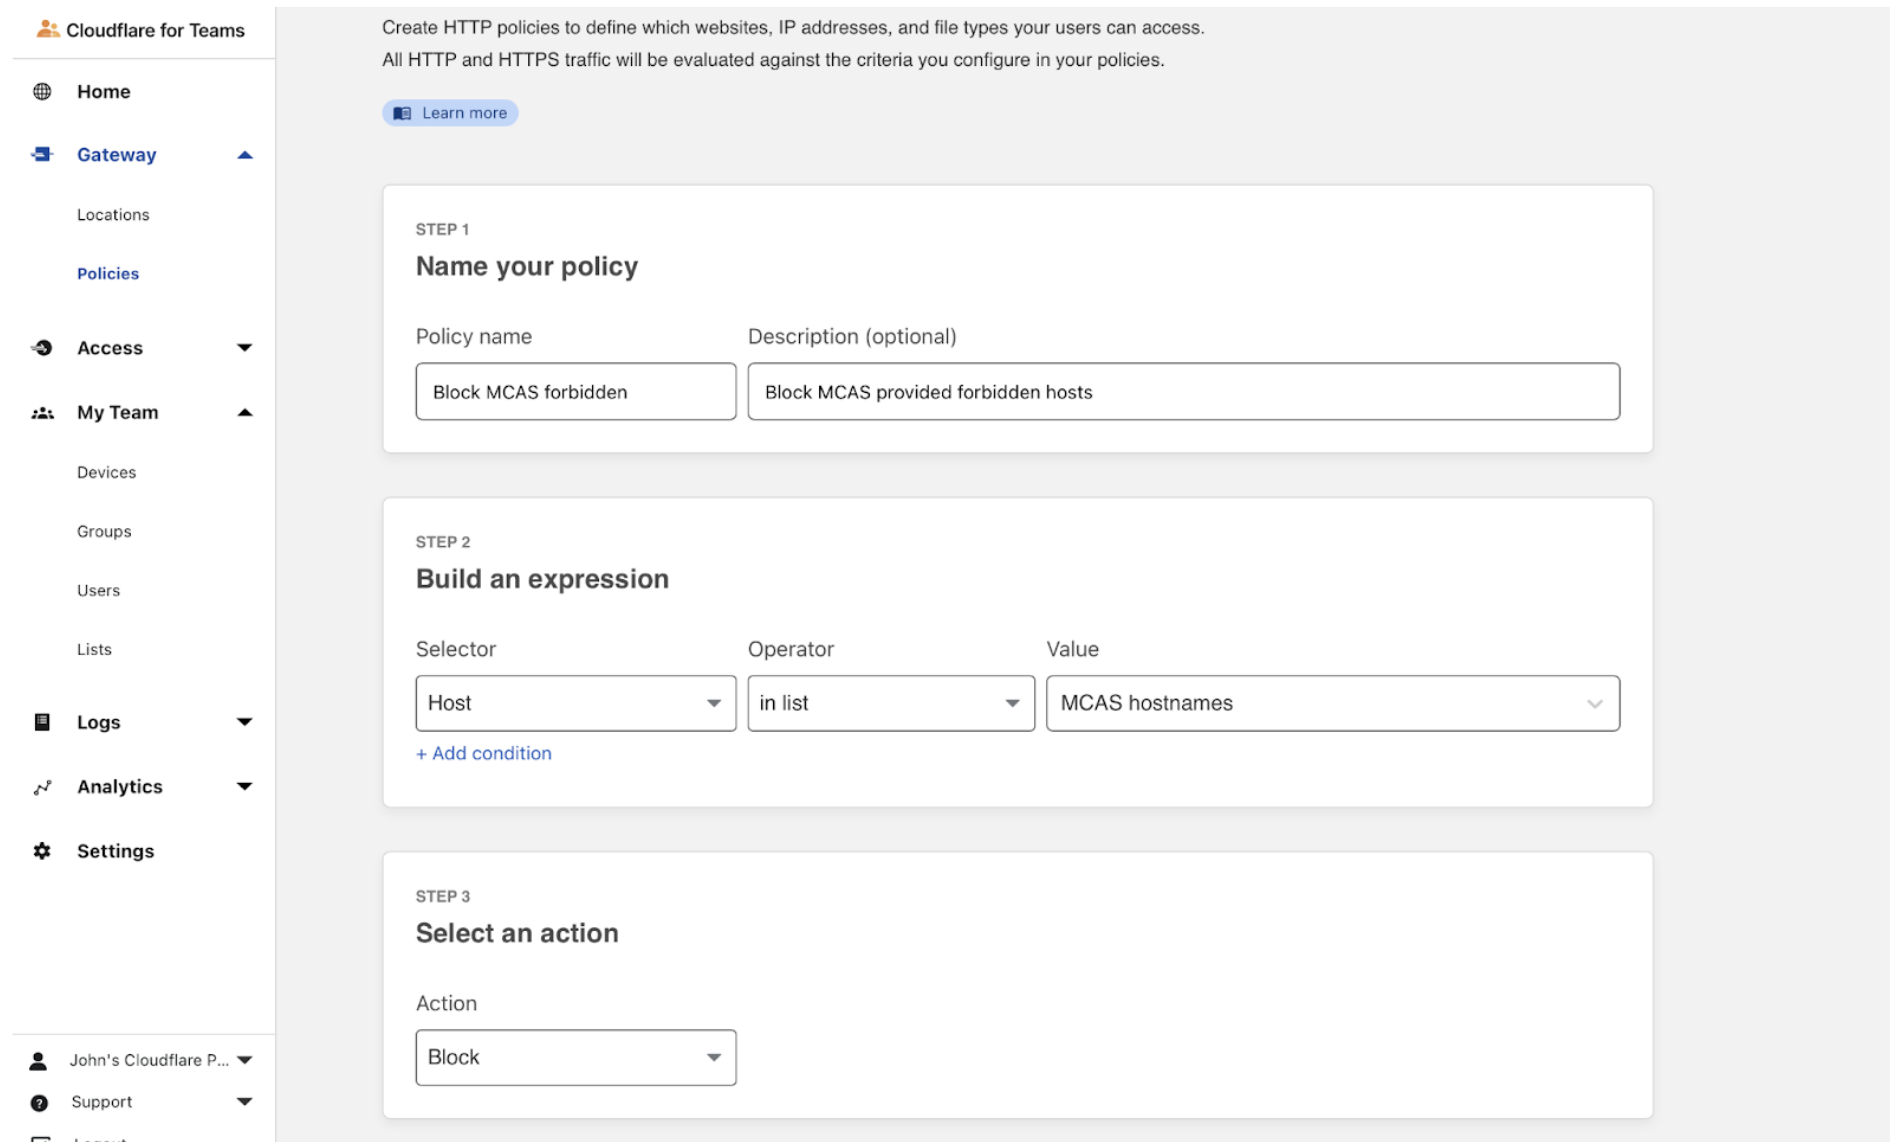 Cloudflare for Teams
Home
Gateway
Locations
Policies
Access
My Team
Devices
Groups
Users
Lists
Logs
Analytics
Settings
John's Cloudflare P...
Support
Create HTTP policies to define which websites, IP addresses, and file types your users can access.
All HTTP and HTTPS traffic will be evaluated against the criteria you configure in your policies.
Learn more
STEP 1
Name your policy
Policy name
Description (optional)
Block MCAS forbidden
Block MCAS provided forbidden hosts
STEP 2
Build an expression
Selector
Operator
Value
Host
in list
MCAS hostnames
+ Add condition
STEP 3
Select an action
Action
Block